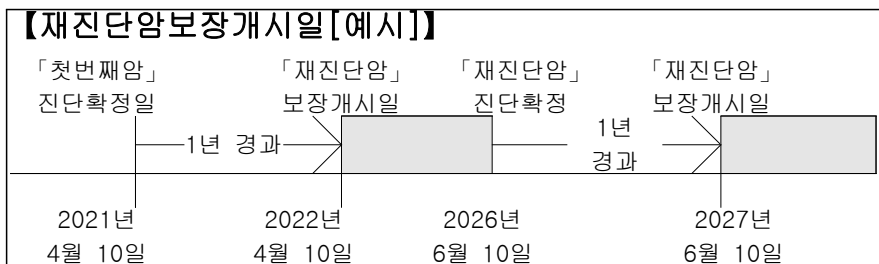 【재진단암보장개시일[예시]】
「첫번째암」 「재진단암」 「재진단암」 「재진단암」
진단확정일 보장개시일 진단확정 보장개시일
1년 경과 1년
경과
2021년 2022년 2026년 2027년
4월 10일 4월 10일 6월 10일 6월 10일